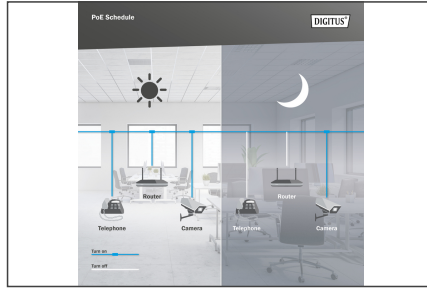 PoE Schedule
DIGITUS®
Router
Router
Telephone
Camera
Telephone
Camera
Turn on
Turn off